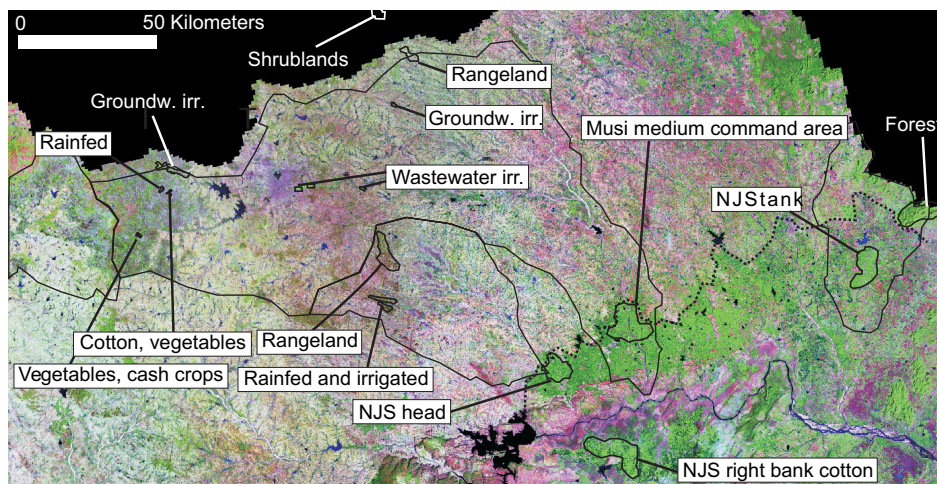 0 50 Kilometers
Shrublands
Rangeland
Groundw. irr.
Groundw. irr.
Musi medium command area
Forest
Rainfed
Wastewater irr.
NJStank
Cotton, vegetables
Rangeland
Vegetables, cash crops
Rainfed and irrigated
NJS head
NJS right bank cotton